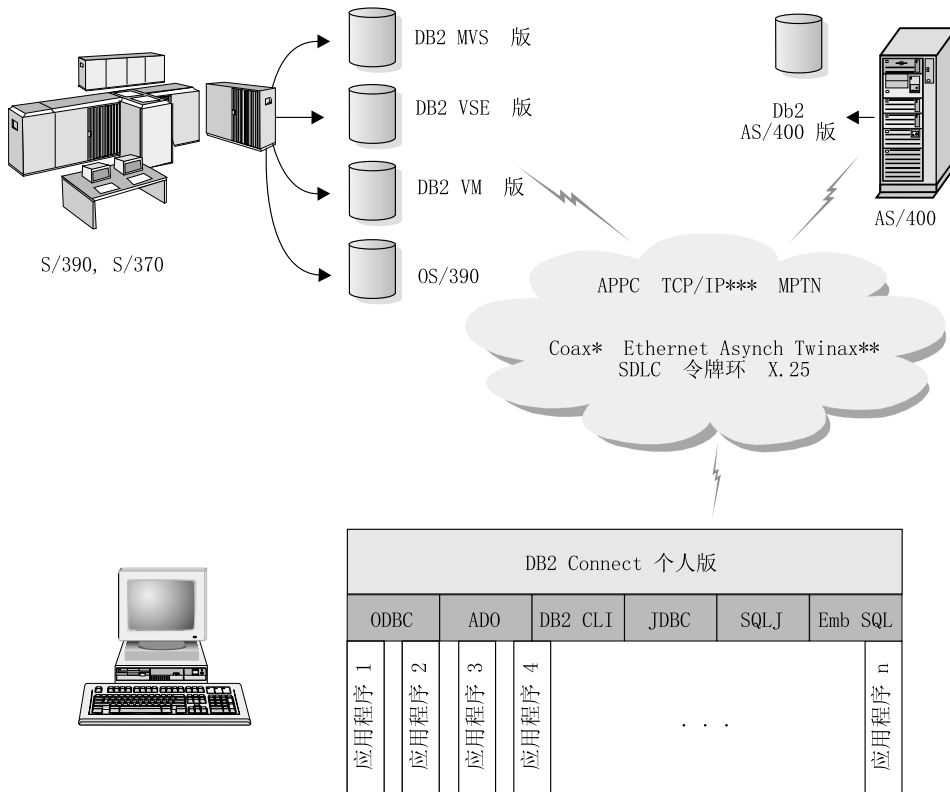 DB2 MVS 版
DB2 VSE 版
DB2 VM 版
OS/390
S/390, S/370
Db2
AS/400 版
AS/400
APPC TCP/IP*** MPTN
Coax* Ethernet Asynch Twinax**
SDLC 令牌环 X.25
DB2 Connect 个人版
ODBC ADO DB2 CLI JDBC SQLJ Emb SQL
应用程序 1
应用程序 2
应用程序 3
应用程序 4
. . .
应用程序 n